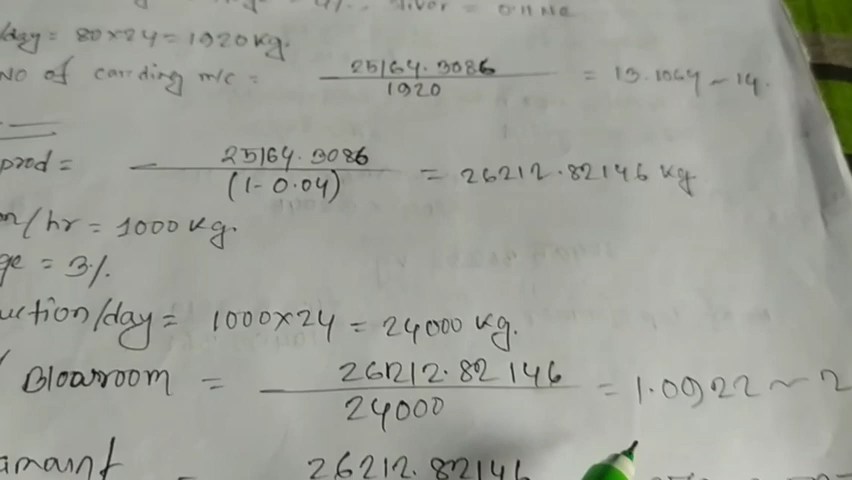 /day = 80×24 = 1920 kg.
No of carding m/c = 25164.3086 / 1920 = 13.1064 ~ 14.
prod = 25164.3086 / (1-0.04) = 26212.82146 kg
n/hr = 1000 kg.
ge = 3%.
uction/day = 1000×24 = 24000 kg.
Blowroom = 26212.82146 / 24000 = 1.0922 ~ 2
amount 26212.82146